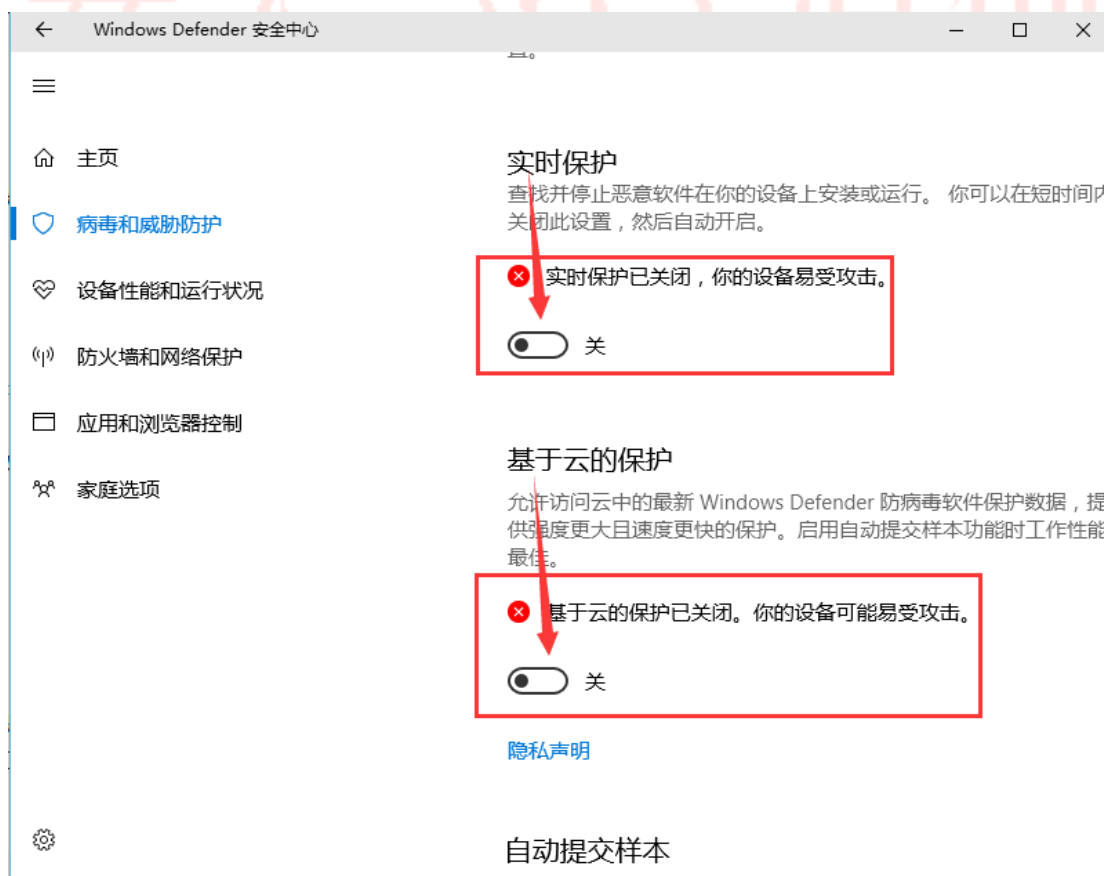 Windows Defender 安全中心
置。
主页
病毒和威胁防护
设备性能和运行状况
防火墙和网络保护
应用和浏览器控制
家庭选项
实时保护
查找并停止恶意软件在你的设备上安装或运行。 你可以在短时间内
关闭此设置，然后自动开启。
实时保护已关闭，你的设备易受攻击。
关
基于云的保护
允许访问云中的最新 Windows Defender 防病毒软件保护数据，提
供强度更大且速度更快的保护。启用自动提交样本功能时工作性能
最佳。
基于云的保护已关闭。你的设备可能易受攻击。
关
隐私声明
自动提交样本